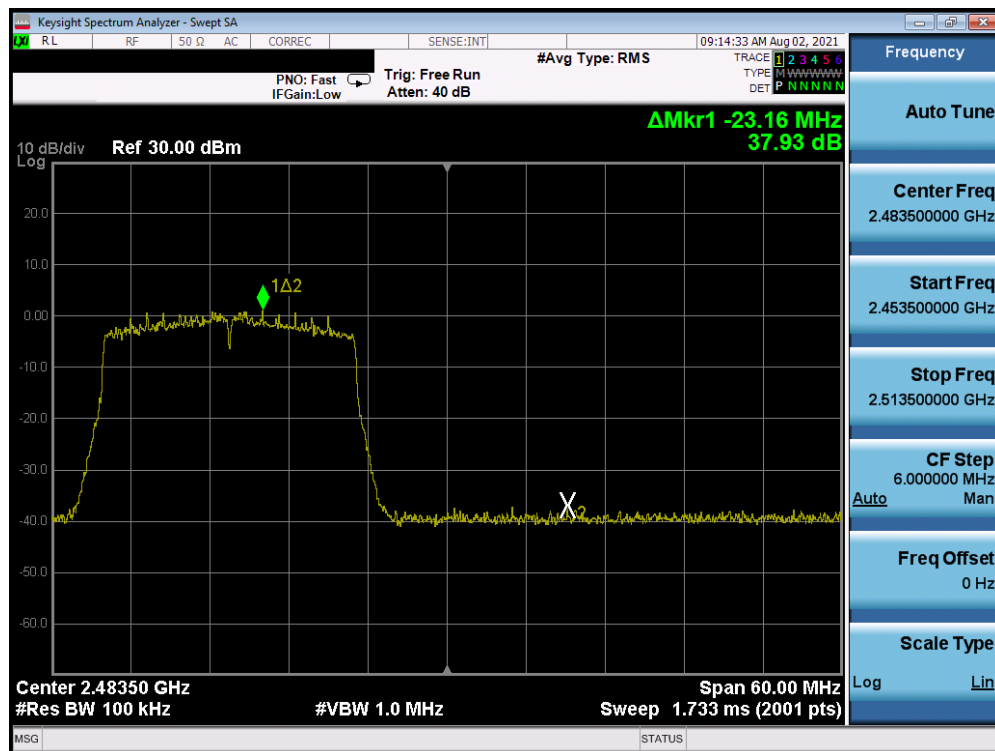 Keysight Spectrum Analyzer - Swept SA
LXI RL RF 50 Ω AC CORREC SENSE:INT 09:14:33 AM Aug 02, 2021
#Avg Type: RMS TRACE 1 2 3 4 5 6
PNO: Fast Trig: Free Run TYPE M WWWWW
IFGain:Low Atten: 40 dB DET P N N N N N
ΔMkr1 -23.16 MHz
37.93 dB
10 dB/div Ref 30.00 dBm
Log
20.0
10.0
1Δ2
0.00
-10.0
-20.0
-30.0
X2
-40.0
-50.0
-60.0
Center 2.48350 GHz Span 60.00 MHz
#Res BW 100 kHz #VBW 1.0 MHz Sweep 1.733 ms (2001 pts)
MSG STATUS
Frequency
Auto Tune
Center Freq
2.483500000 GHz
Start Freq
2.453500000 GHz
Stop Freq
2.513500000 GHz
CF Step
6.000000 MHz
Auto Man
Freq Offset
0 Hz
Scale Type
Log Lin